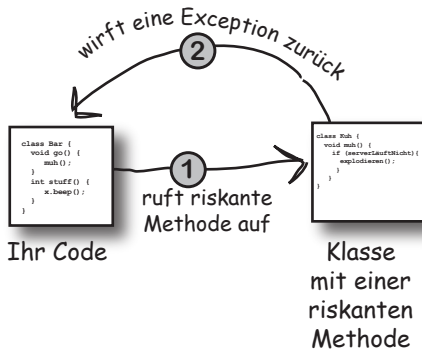 wirft eine Exception zurück
2
class Bar {
void go() {
muh();
}
int stuff() {
x.beep();
}
}
1
class Kuh {
void muh() {
if (serverLäuftNicht){
explodieren();
}
}
}
ruft riskante
Methode auf
Ihr Code
Klasse
mit einer
riskanten
Methode